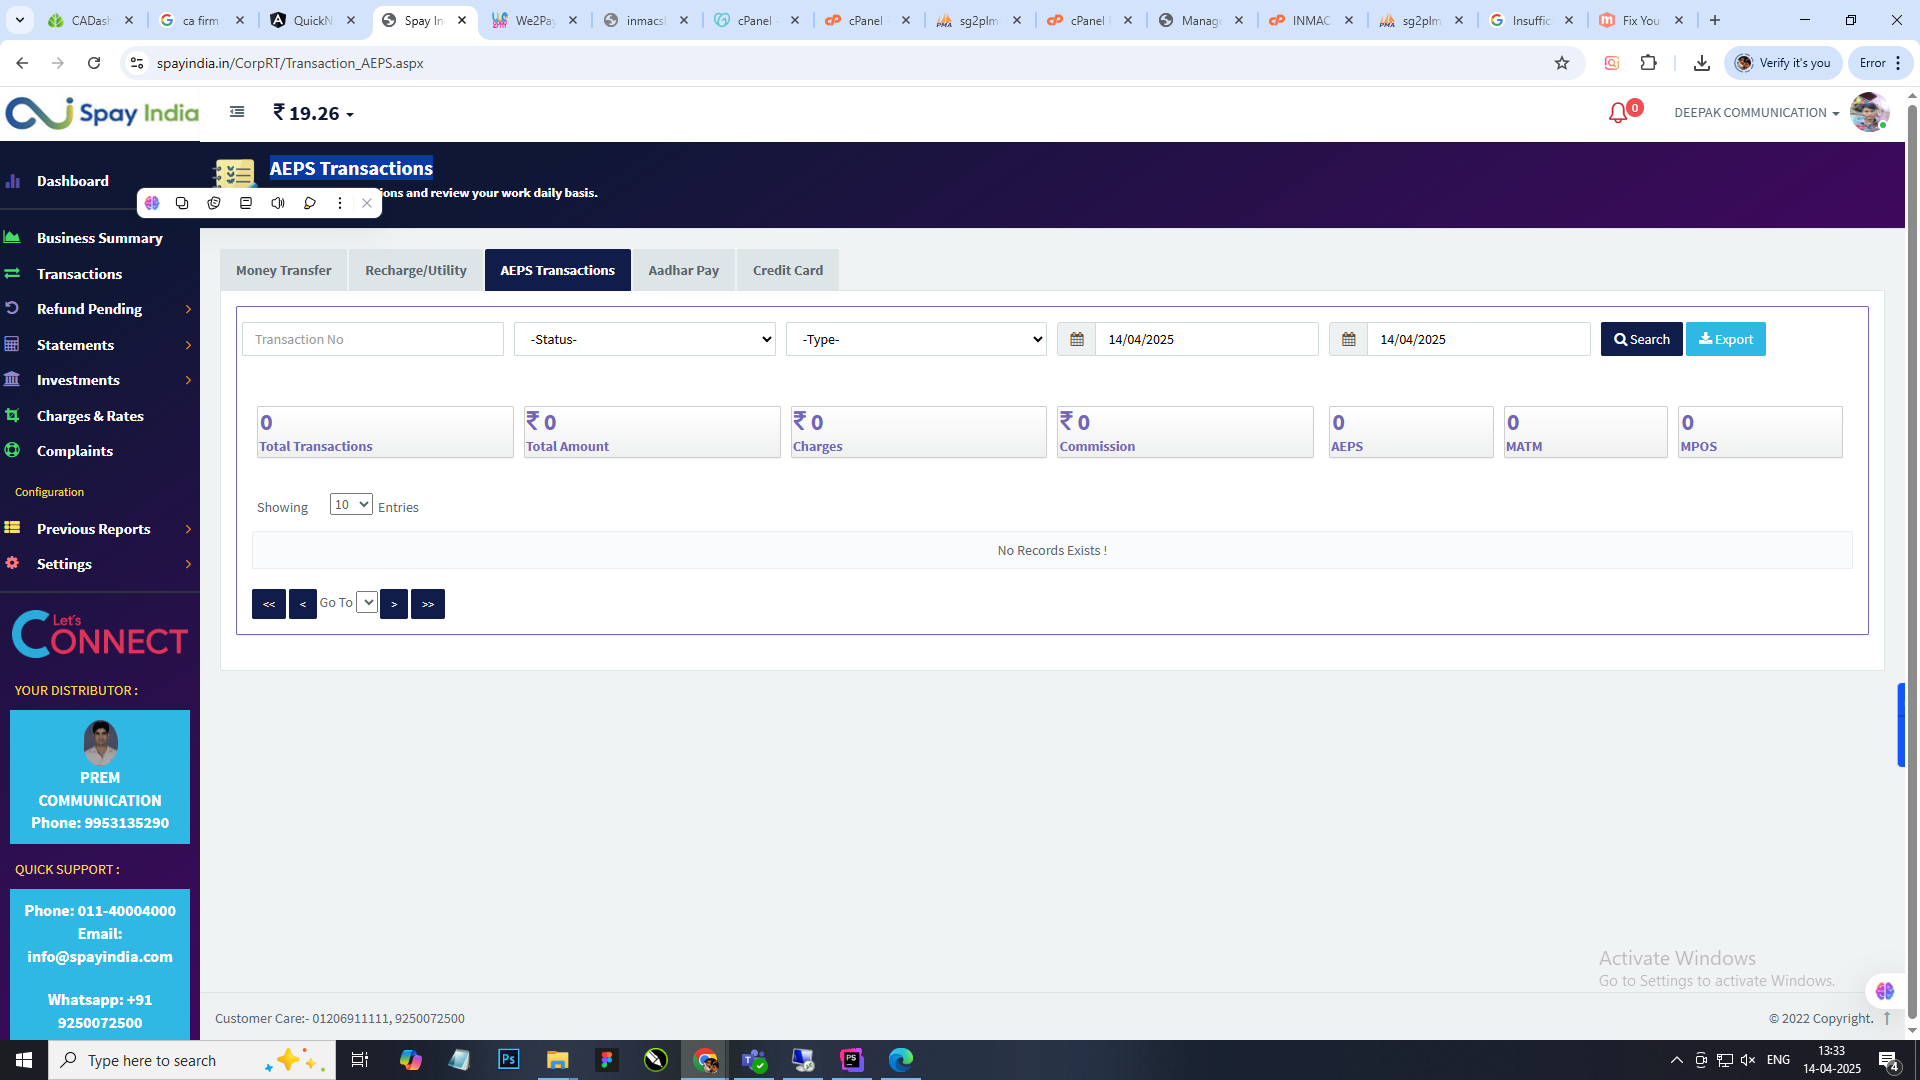 CADash
ca firm
QuickN
Spay In
We2Pay
inmacs
cPanel
cPanel
sg2plm
cPanel
Manag
INMAC
sg2plm
Insuffic
Fix You
spayindia.in/CorpRT/Transaction_AEPS.aspx
Verify it's you
Error
Spay India
₹ 19.26
0
DEEPAK COMMUNICATION
AEPS Transactions
ions and review your work daily basis.
Dashboard
Business Summary
Transactions
Refund Pending
Statements
Investments
Charges & Rates
Complaints
Configuration
Previous Reports
Settings
Let's
CONNECT
YOUR DISTRIBUTOR :
PREM
COMMUNICATION
Phone: 9953135290
QUICK SUPPORT :
Phone: 011-40004000
Email:
info@spayindia.com
Whatsapp: +91
9250072500
Money Transfer
Recharge/Utility
AEPS Transactions
Aadhar Pay
Credit Card
Transaction No
-Status-
-Type-
14/04/2025
14/04/2025
Search
Export
0
Total Transactions
₹ 0
Total Amount
₹ 0
Charges
₹ 0
Commission
0
AEPS
0
MATM
0
MPOS
Showing 10 Entries
No Records Exists !
<< < Go To > >>
Activate Windows
Go to Settings to activate Windows.
Customer Care:- 01206911111, 9250072500
© 2022 Copyright.
Type here to search
Ps
PS
ENG
13:33
14-04-2025
4